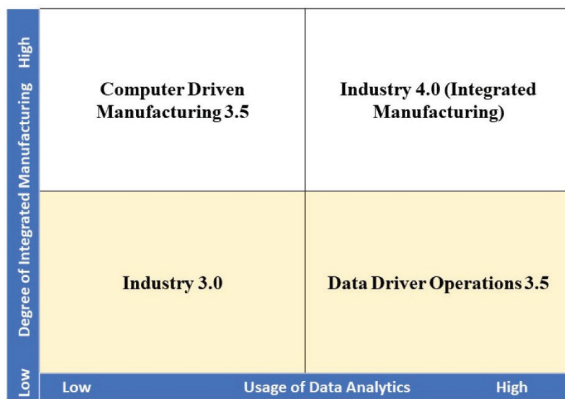 High
Degree of Integrated Manufacturing
Low
Computer Driven
Manufacturing 3.5
Industry 4.0 (Integrated
Manufacturing)
Industry 3.0
Data Driver Operations 3.5
Low
Usage of Data Analytics
High